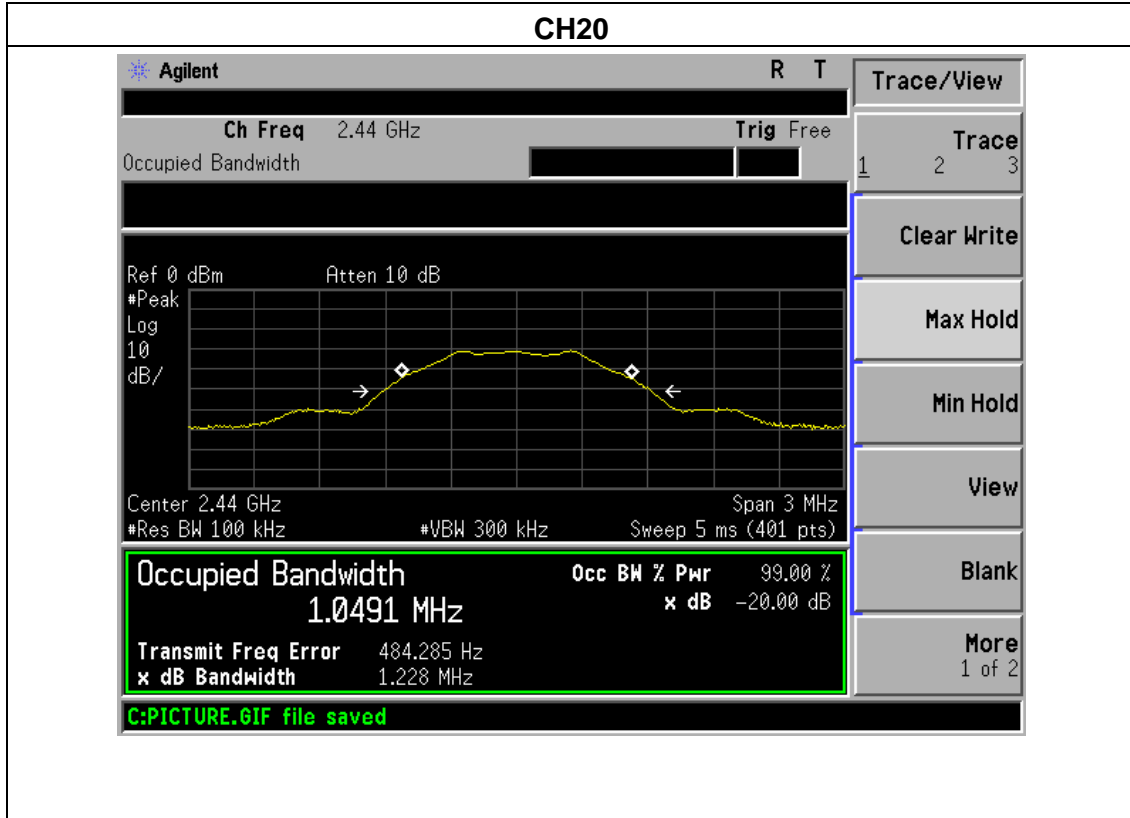 CH20
Agilent R T
Trace/View
Ch Freq 2.44 GHz Trig Free
Occupied Bandwidth
Trace
1 2 3
Clear Write
Ref 0 dBm Atten 10 dB
#Peak
Log
10
dB/
Max Hold
Min Hold
View
Center 2.44 GHz Span 3 MHz
#Res BW 100 kHz #VBW 300 kHz Sweep 5 ms (401 pts)
Occupied Bandwidth Occ BW % Pwr 99.00 %
1.0491 MHz x dB -20.00 dB
Blank
Transmit Freq Error 484.285 Hz
x dB Bandwidth 1.228 MHz
More
1 of 2
C:PICTURE.GIF file saved